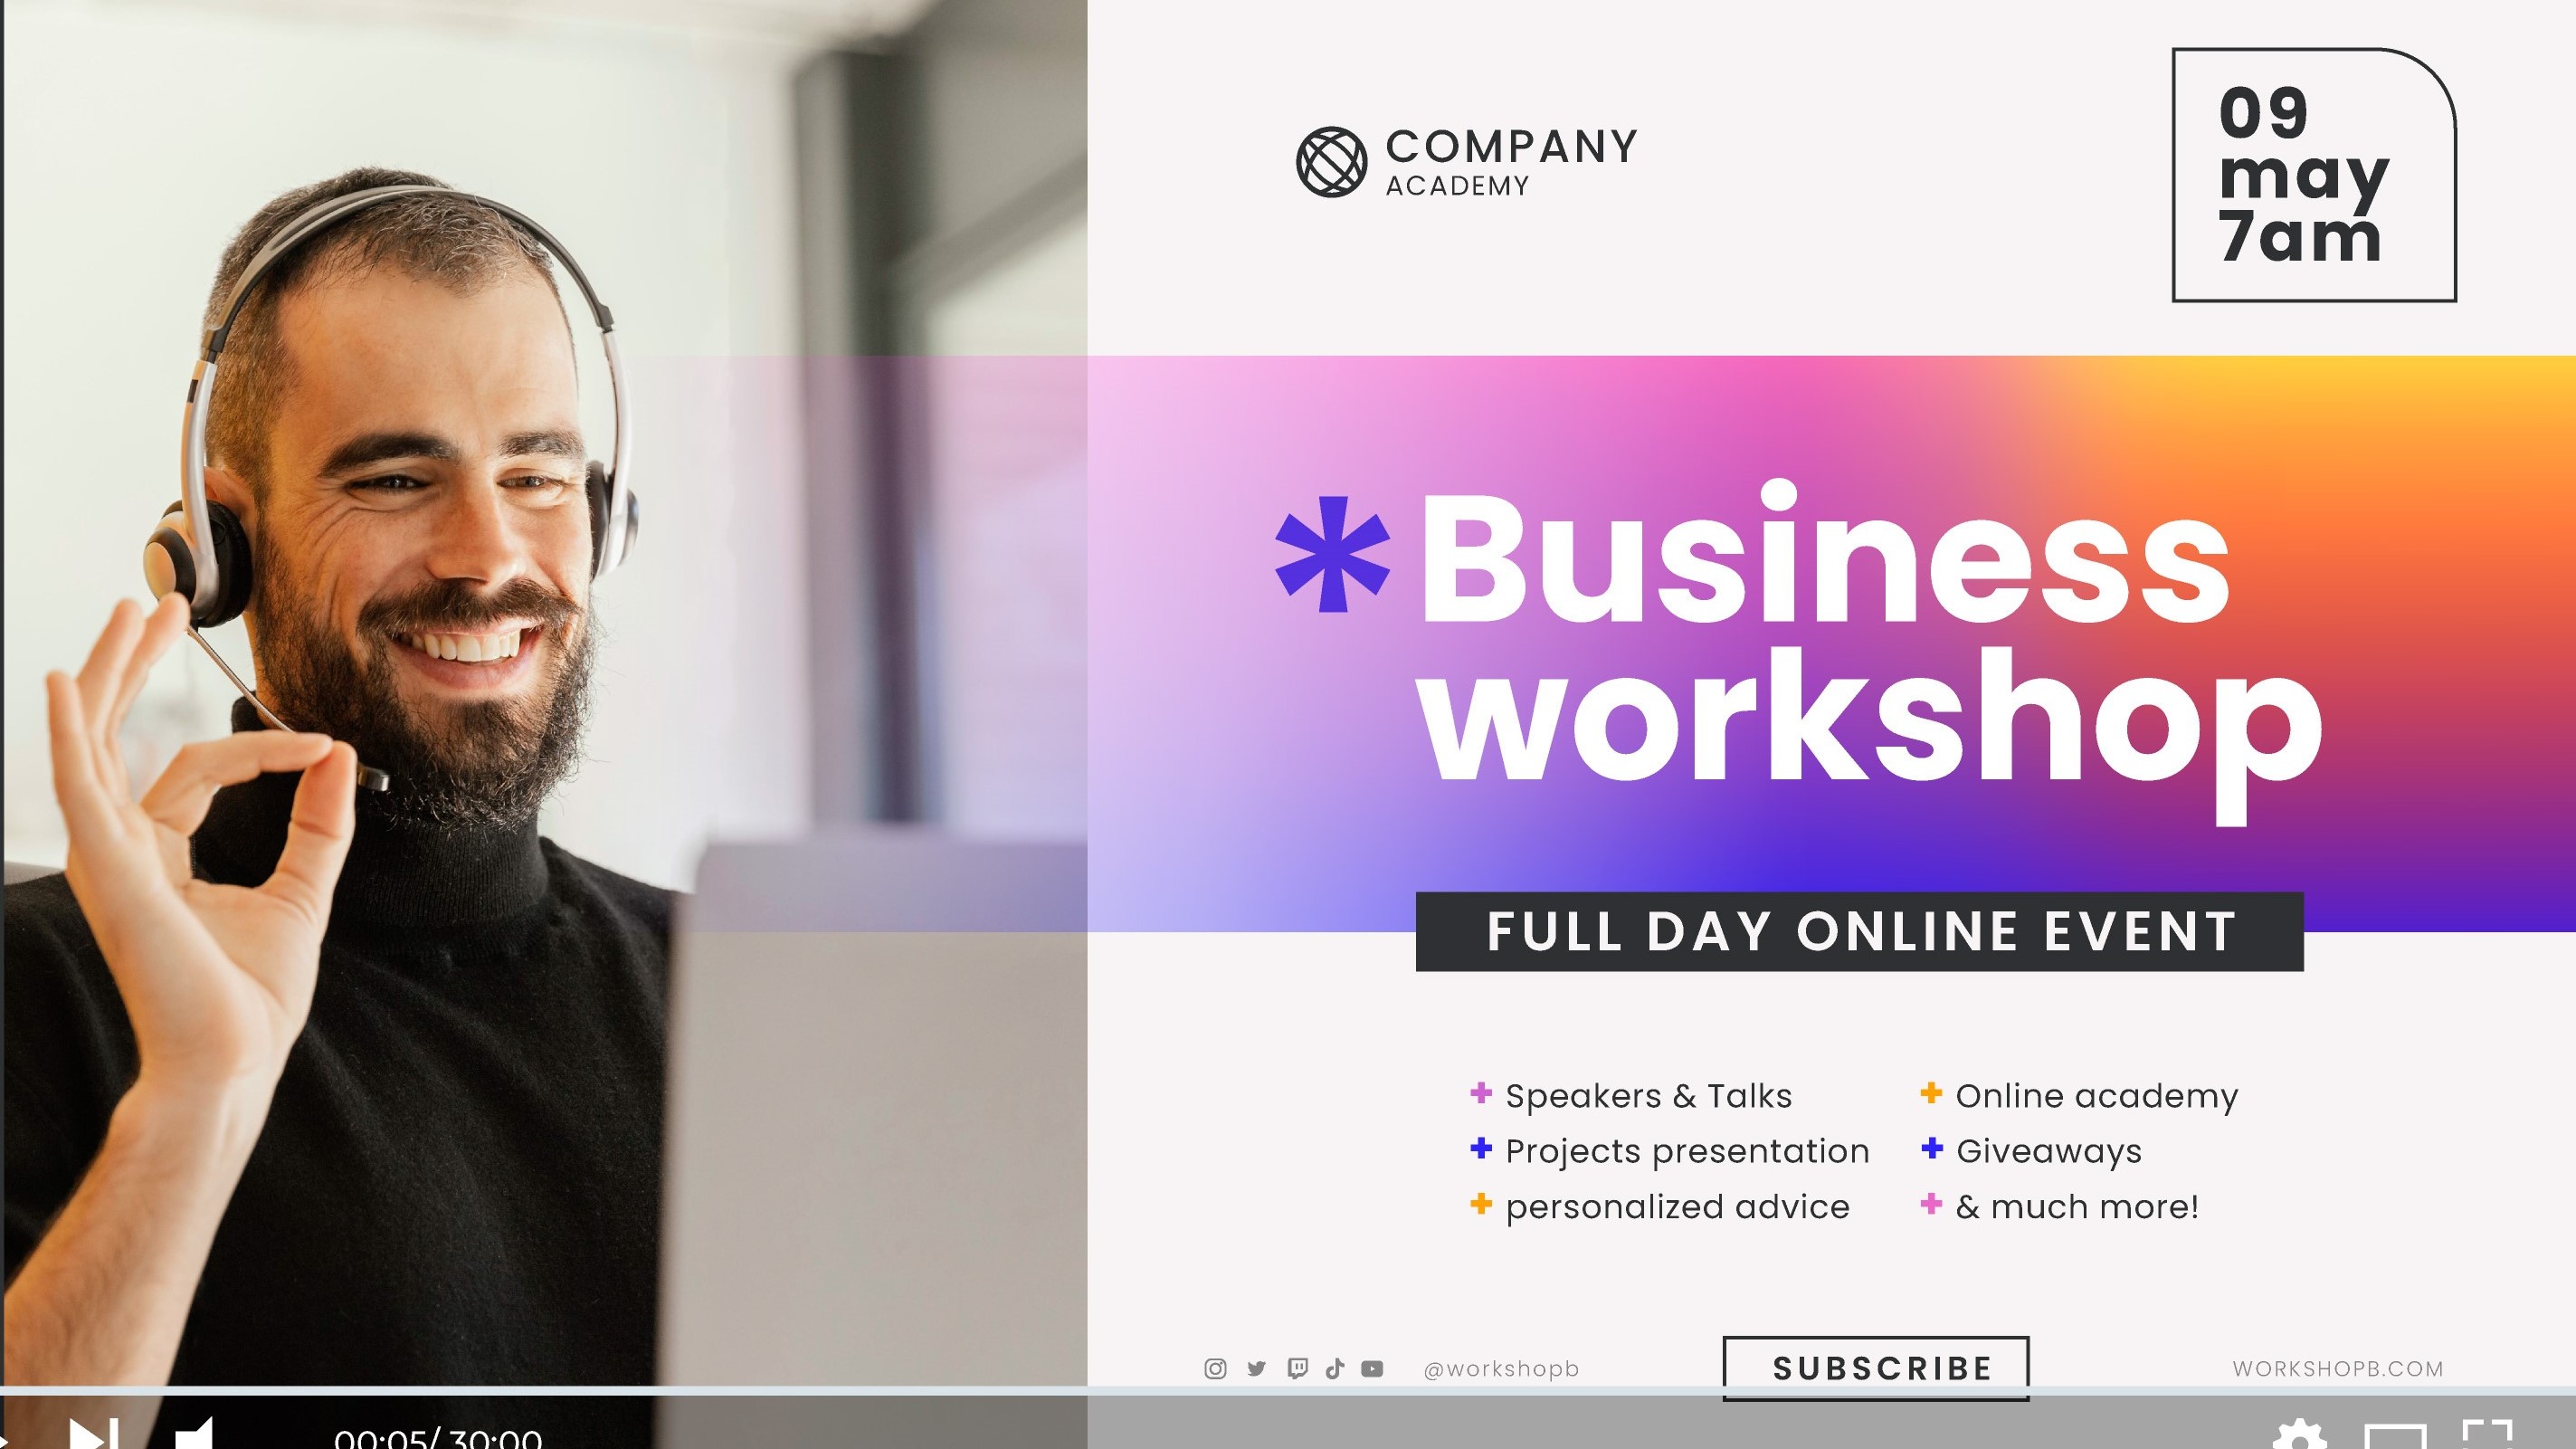 COMPANY
ACADEMY
09
may
7am
*Business
workshop
FULL DAY ONLINE EVENT
+ Speakers & Talks
+ Projects presentation
+ personalized advice
+ Online academy
+ Giveaways
+ & much more!
@workshopb
SUBSCRIBE
WORKSHOPB.COM
00:05/ 30:00